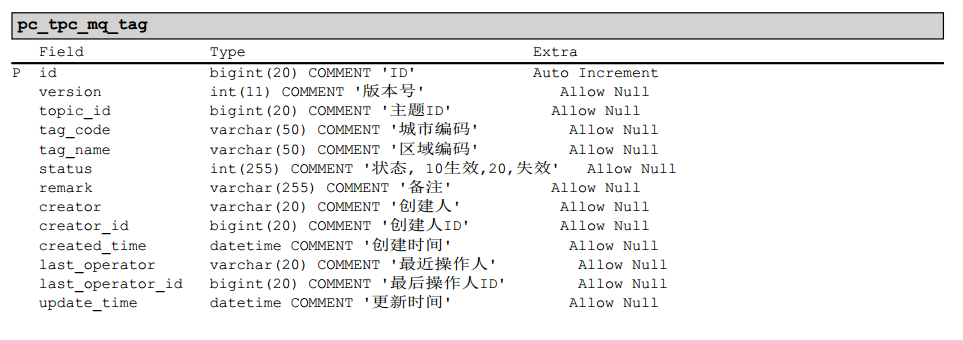 pc_tpc_mq_tag
Field Type Extra
P id bigint(20) COMMENT 'ID' Auto Increment
version int(11) COMMENT '版本号' Allow Null
topic_id bigint(20) COMMENT '主题ID' Allow Null
tag_code varchar(50) COMMENT '城市编码' Allow Null
tag_name varchar(50) COMMENT '区域编码' Allow Null
status int(255) COMMENT '状态, 10生效,20,失效' Allow Null
remark varchar(255) COMMENT '备注' Allow Null
creator varchar(20) COMMENT '创建人' Allow Null
creator_id bigint(20) COMMENT '创建人ID' Allow Null
created_time datetime COMMENT '创建时间' Allow Null
last_operator varchar(20) COMMENT '最近操作人' Allow Null
last_operator_id bigint(20) COMMENT '最后操作人ID' Allow Null
update_time datetime COMMENT '更新时间' Allow Null